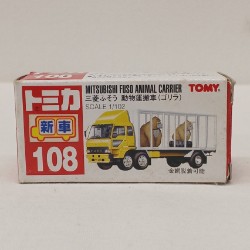 トミカ
新車
108
MITSUBISHI FUSO ANIMAL CARRIER
三菱ふそう 動物運搬車(ゴリラ)
SCALE 1/102
TOMY